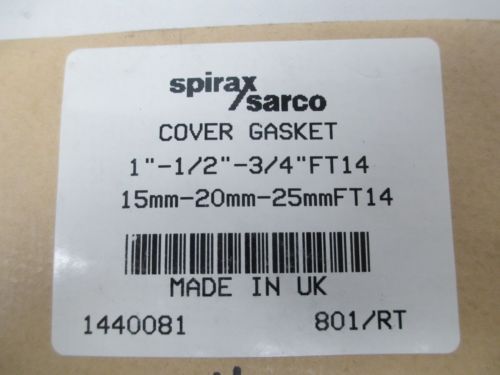 spirax
sarco
COVER GASKET
1"-1/2"-3/4"FT14
15mm-20mm-25mmFT14
MADE IN UK
1440081 801/RT